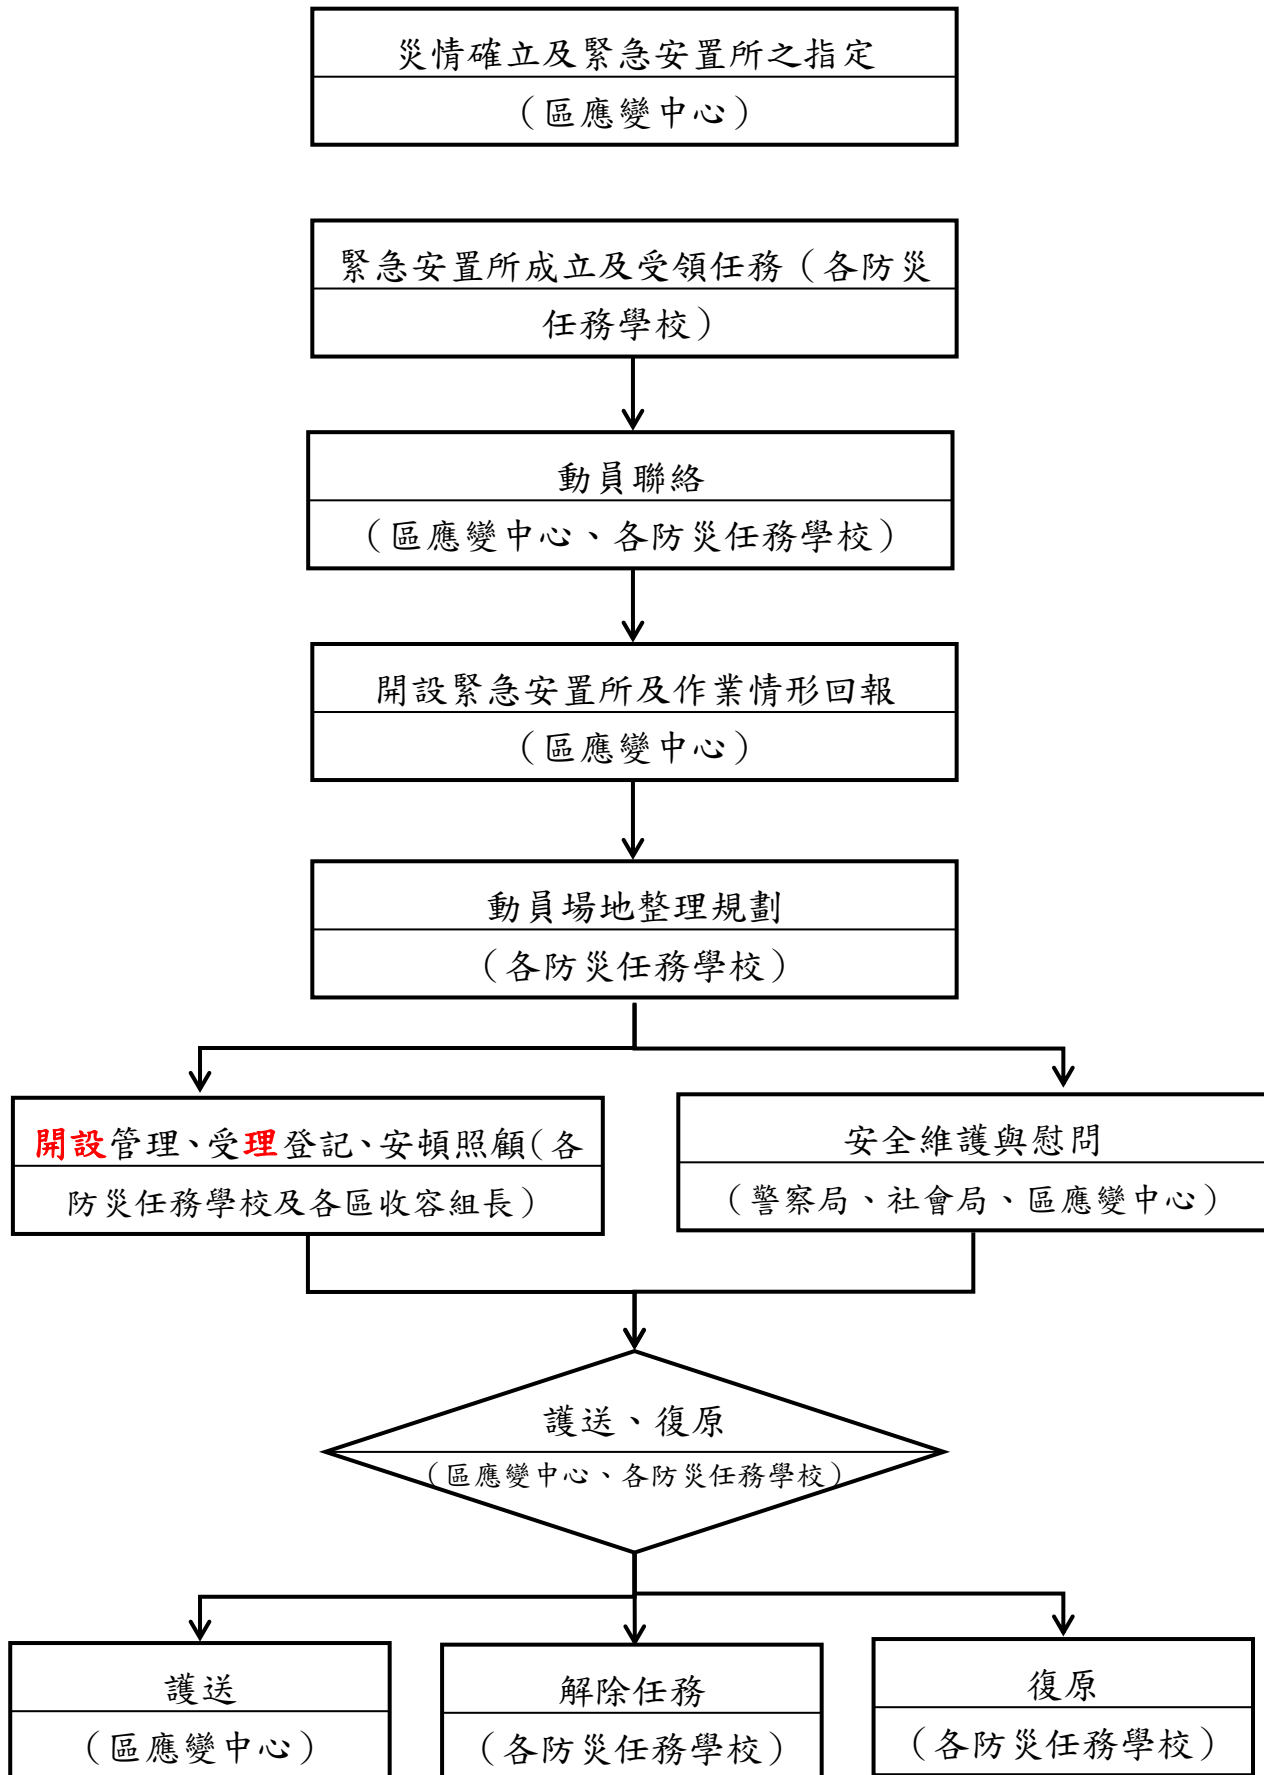 災情確立及緊急安置所之指定
（區應變中心）
緊急安置所成立及受領任務（各防災
任務學校）
動員聯絡
（區應變中心、各防災任務學校）
開設緊急安置所及作業情形回報
（區應變中心）
動員場地整理規劃
（各防災任務學校）
開設管理、受理登記、安頓照顧（各
防災任務學校及各區收容組長）
安全維護與慰問
（警察局、社會局、區應變中心）
護送、復原
（區應變中心、各防災任務學校）
護送
（區應變中心）
解除任務
（各防災任務學校）
復原
（各防災任務學校）